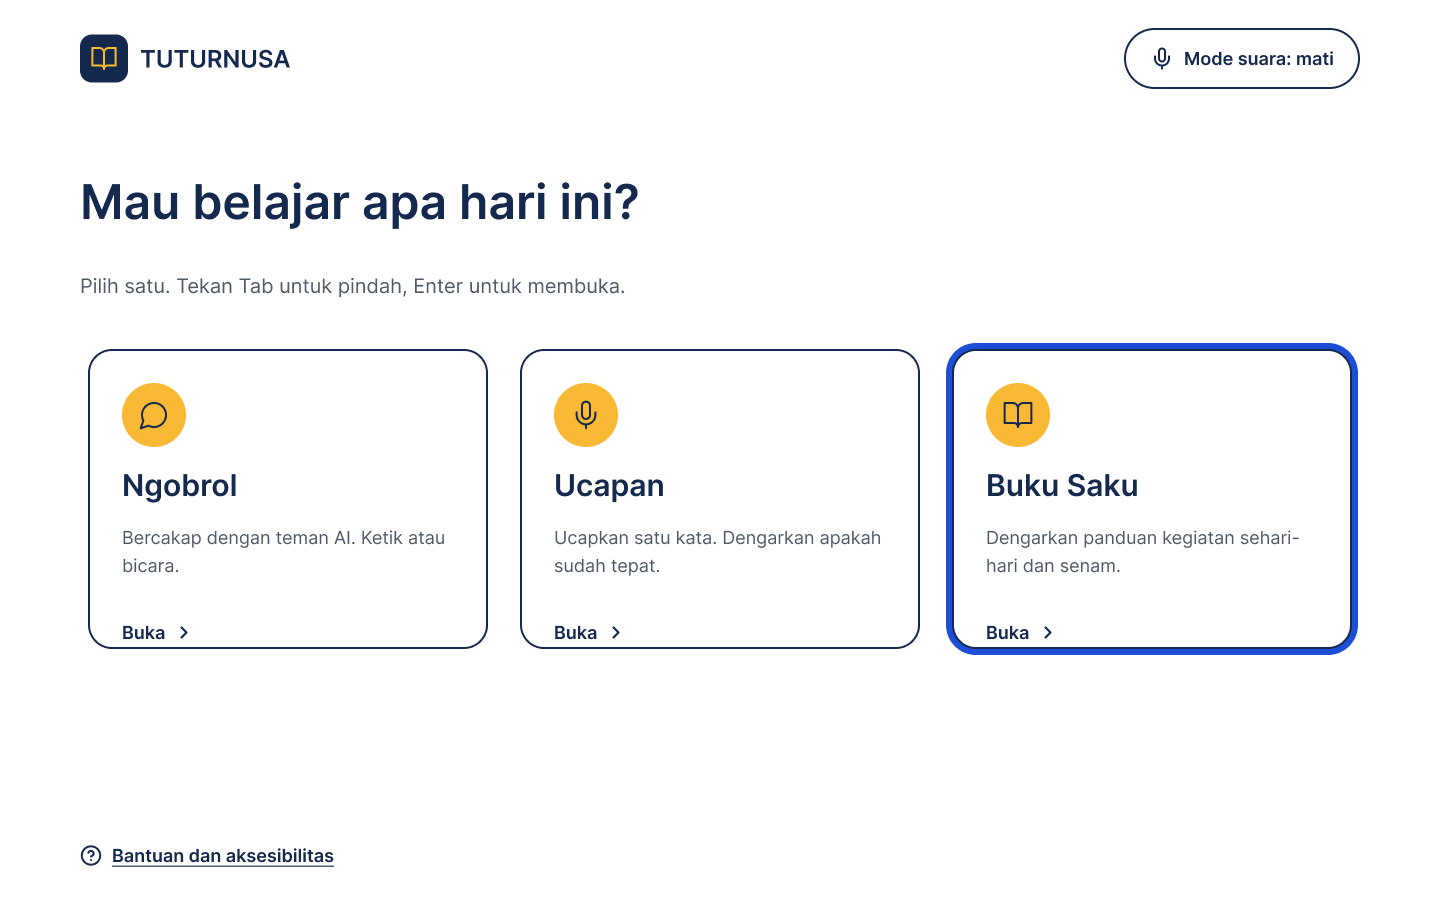 TUTURNUSA
Mode suara: mati
Mau belajar apa hari ini?
Pilih satu. Tekan Tab untuk pindah, Enter untuk membuka.
Ngobrol
Bercakap dengan teman AI. Ketik atau
bicara.
Buka
Ucapan
Ucapkan satu kata. Dengarkan apakah
sudah tepat.
Buka
Buku Saku
Dengarkan panduan kegiatan sehari-
hari dan senam.
Buka
Bantuan dan aksesibilitas